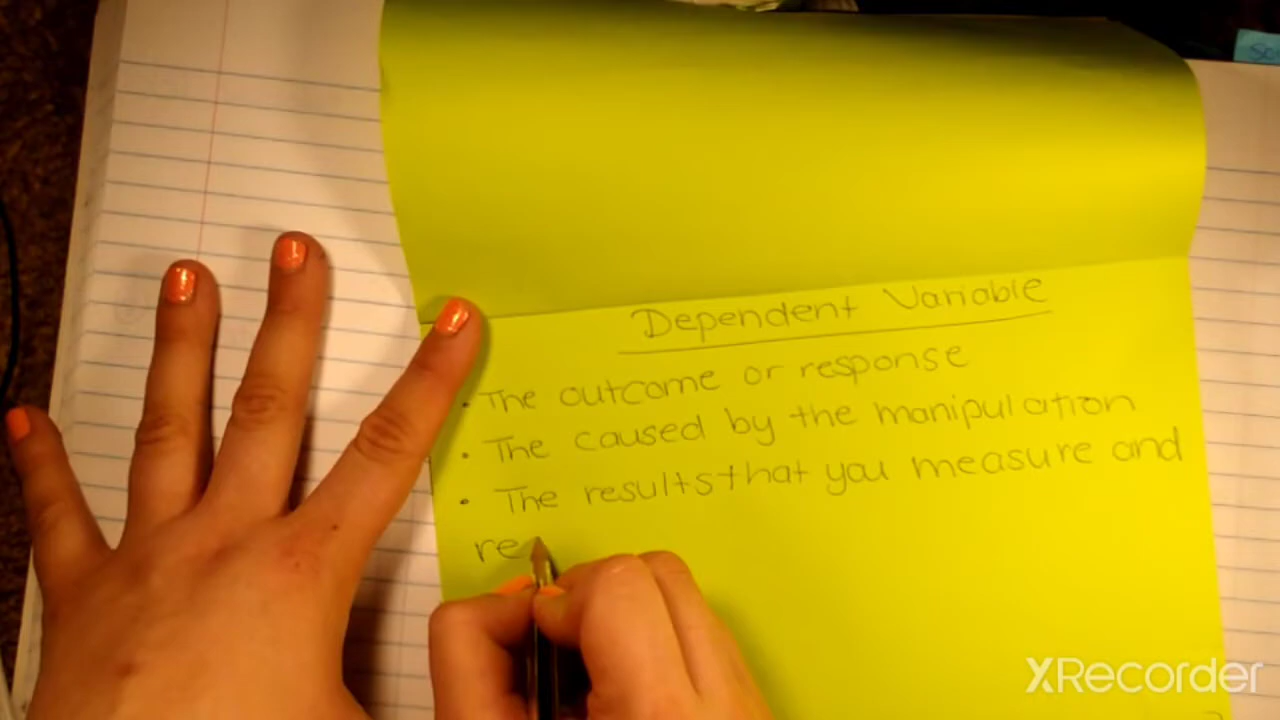 Dependent Variable
• The outcome or response
• The caused by the manipulation
• The results that you measure and
re
XRecorder